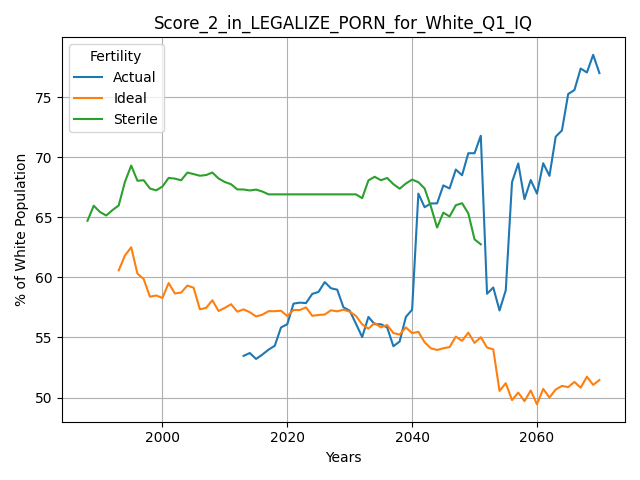 Score_2_in_LEGALIZE_PORN_for_White_Q1_IQ
Fertility
Actual
Ideal
Sterile
% of White Population
75
70
65
60
55
50
2000
2020
2040
2060
Years